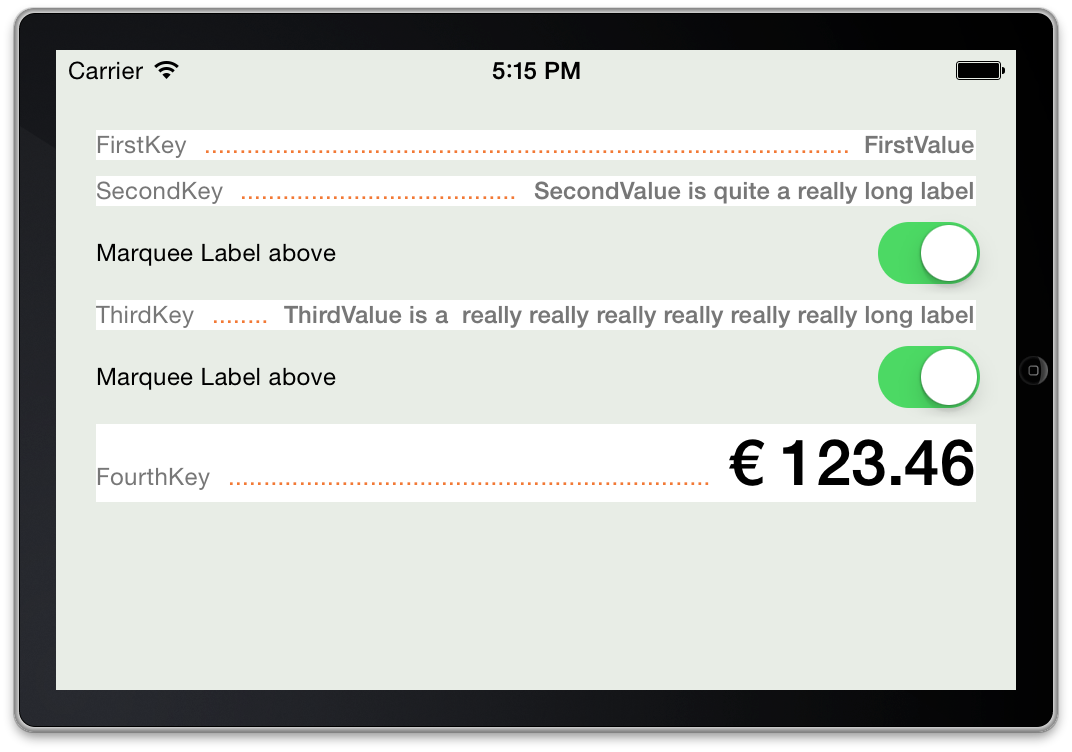 Carrier 5:15 PM
FirstKey ........................................................................................... FirstValue
SecondKey ....................................... SecondValue is quite a really long label
Marquee Label above
ThirdKey ........ ThirdValue is a  really really really really really really long label
Marquee Label above
FourthKey .................................................................... € 123.46